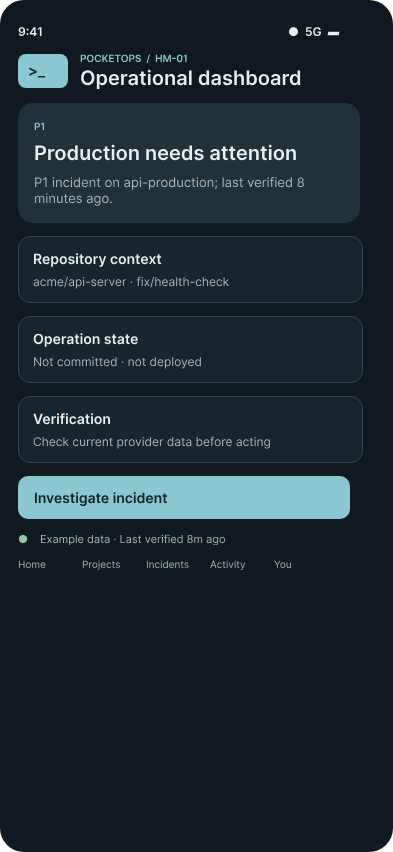 9:41
5G
>_
POCKETOPS / HM-01
Operational dashboard
P1
Production needs attention
P1 incident on api-production; last verified 8
minutes ago.
Repository context
acme/api-server · fix/health-check
Operation state
Not committed · not deployed
Verification
Check current provider data before acting
Investigate incident
Example data · Last verified 8m ago
Home Projects Incidents Activity You